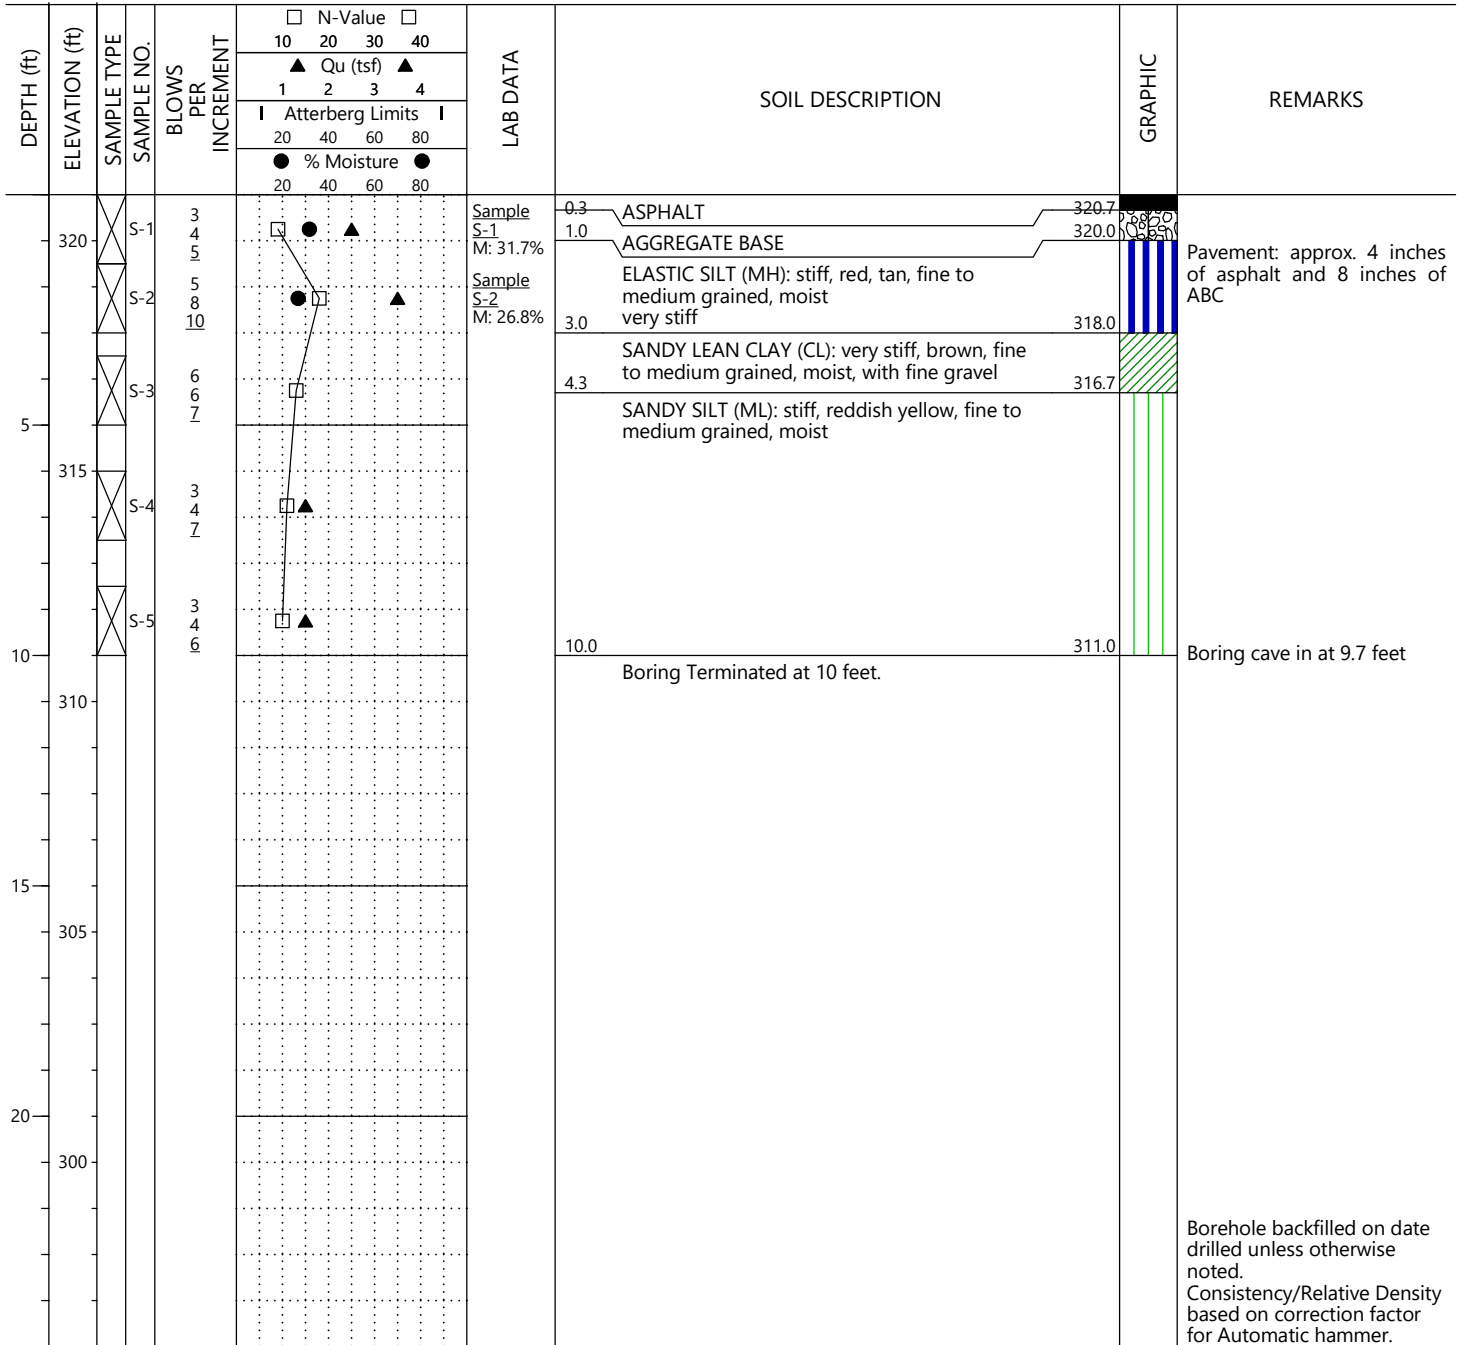 DEPTH (ft)
ELEVATION (ft)
SAMPLE TYPE
SAMPLE NO.
BLOWS
PER
INCREMENT
N-Value
10 20 30 40
Qu (tsf)
1 2 3 4
Atterberg Limits
20 40 60 80
% Moisture
20 40 60 80
LAB DATA
SOIL DESCRIPTION
GRAPHIC
REMARKS
S-1
3
4
5
Sample
S-1
M: 31.7%
0.3 ASPHALT 320.7
1.0 AGGREGATE BASE 320.0
320
Pavement: approx. 4 inches
of asphalt and 8 inches of
ABC
S-2
5
8
10
Sample
S-2
M: 26.8%
ELASTIC SILT (MH): stiff, red, tan, fine to
medium grained, moist
very stiff
3.0 318.0
SANDY LEAN CLAY (CL): very stiff, brown, fine
to medium grained, moist, with fine gravel
4.3 316.7
S-3
6
6
7
SANDY SILT (ML): stiff, reddish yellow, fine to
medium grained, moist
5
315
S-4
3
4
7
S-5
3
4
6
10.0 311.0
10
Boring cave in at 9.7 feet
Boring Terminated at 10 feet.
310
15
305
20
300
Borehole backfilled on date
drilled unless otherwise
noted.
Consistency/Relative Density
based on correction factor
for Automatic hammer.